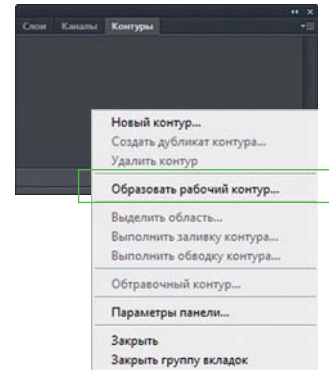 Слои Каналы Контуры
Новый контур...
Создать дубликат контура...
Удалить контур
Образовать рабочий контур...
Выделить область...
Выполнить заливку контура...
Выполнить обводку контура...
Обтравочный контур...
Параметры панели...
Закрыть
Закрыть группу вкладок